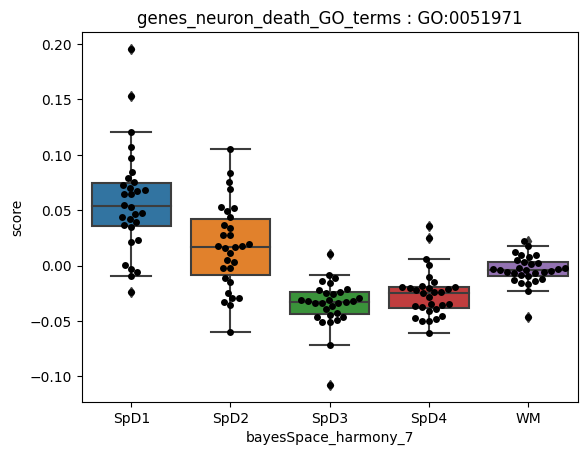 genes_neuron_death_GO_terms : GO:0051971
0.20
0.15
0.10
0.05
0.00
−0.05
−0.10
score
SpD1 SpD2 SpD3 SpD4 WM
bayesSpace_harmony_7